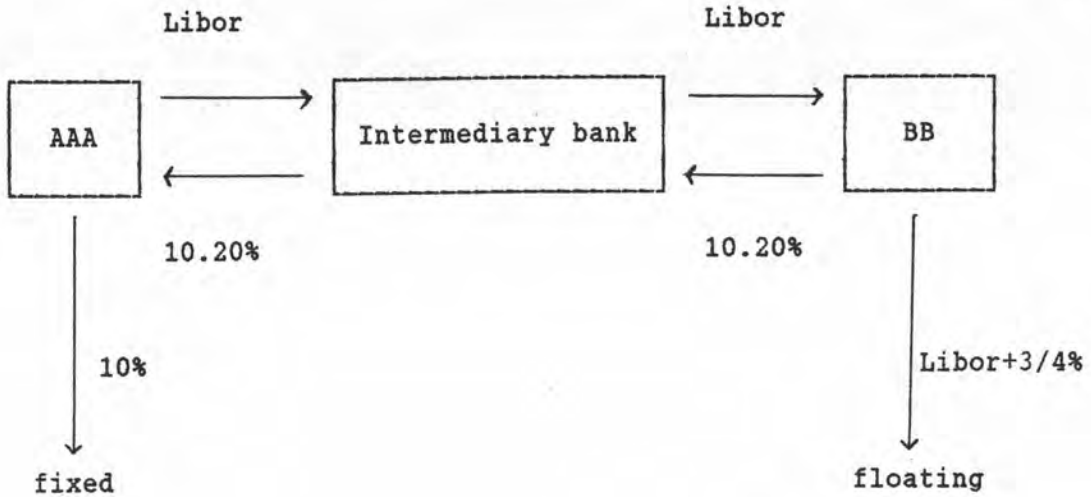 Libor Libor
AAA Intermediary bank BB
10.20% 10.20%
10% Libor+3/4%
fixed floating